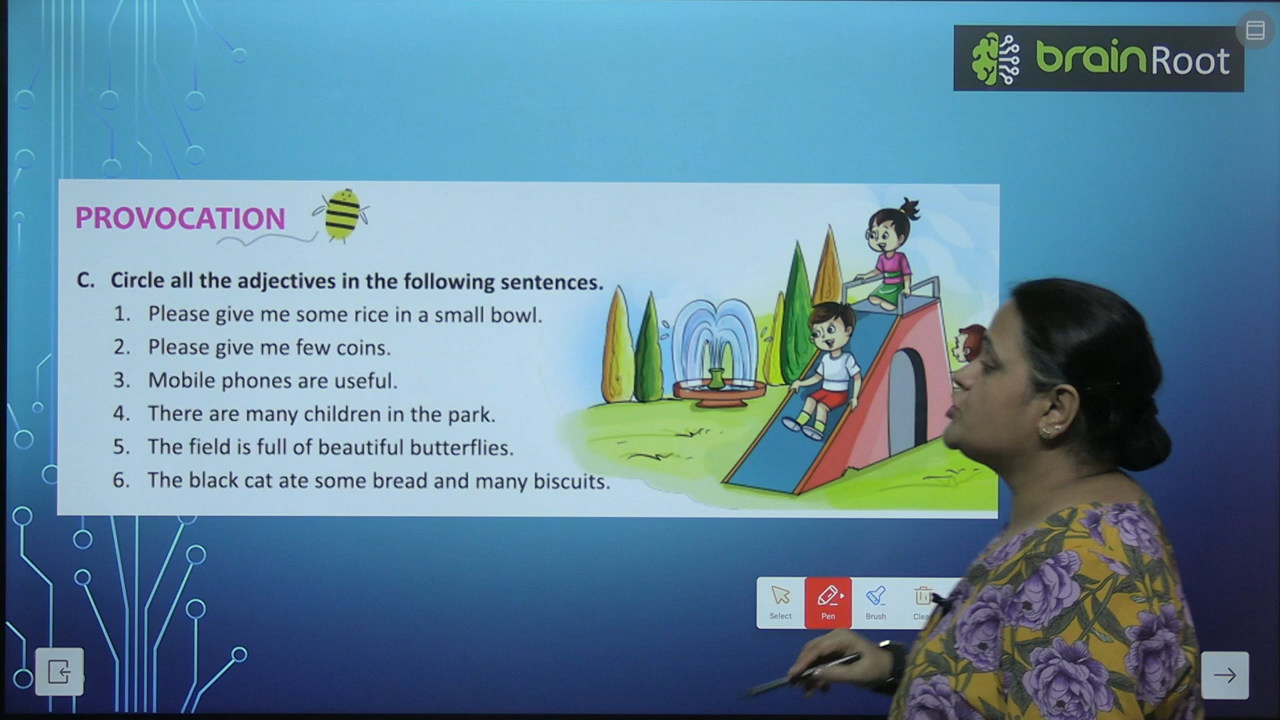 brainRoot
PROVOCATION
C. Circle all the adjectives in the following sentences.
1. Please give me some rice in a small bowl.
2. Please give me few coins.
3. Mobile phones are useful.
4. There are many children in the park.
5. The field is full of beautiful butterflies.
6. The black cat ate some bread and many biscuits.
Select Pen Brush